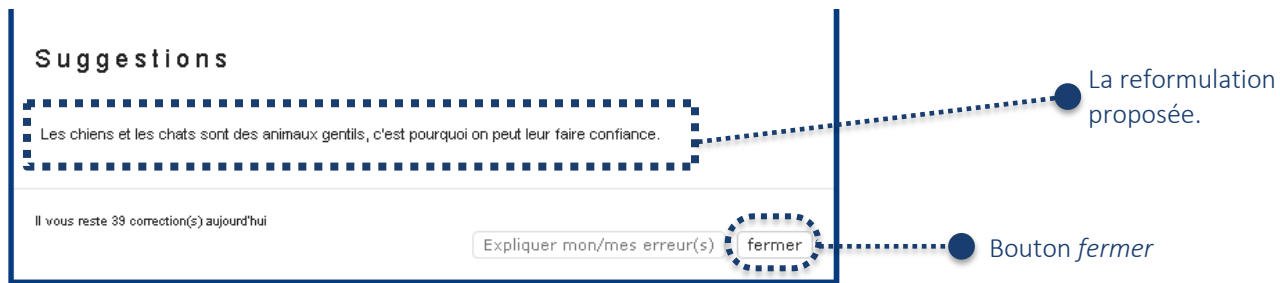 Suggestions
Les chiens et les chats sont des animaux gentils, c'est pourquoi on peut leur faire confiance.
La reformulation
proposée.
Il vous reste 39 correction(s) aujourd'hui
Expliquer mon/mes erreur(s)
fermer
Bouton fermer